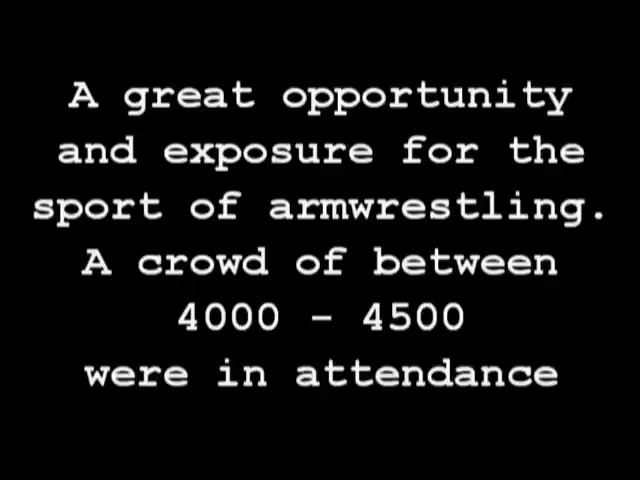 A great opportunity
and exposure for the
sport of armwrestling.
A crowd of between
4000 - 4500
were in attendance